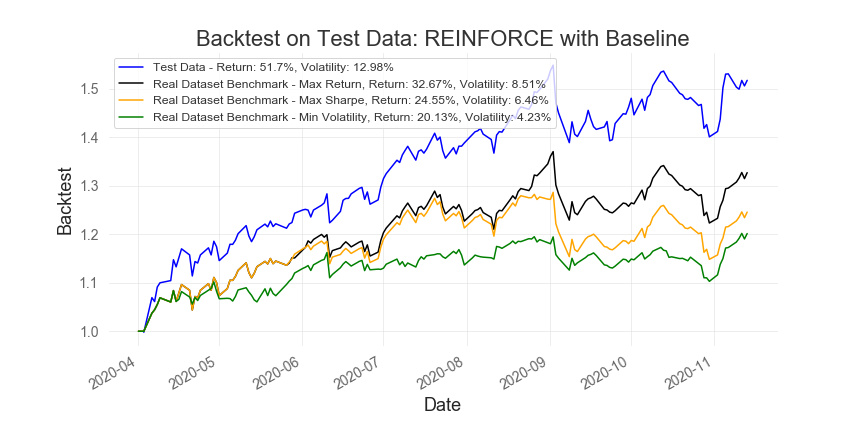 Backtest on Test Data: REINFORCE with Baseline
Test Data - Return: 51.7%, Volatility: 12.98%
Real Dataset Benchmark - Max Return, Return: 32.67%, Volatility: 8.51%
Real Dataset Benchmark - Max Sharpe, Return: 24.55%, Volatility: 6.46%
Real Dataset Benchmark - Min Volatility, Return: 20.13%, Volatility: 4.23%
Backtest
1.5
1.4
1.3
1.2
1.1
1.0
2020-04
2020-05
2020-06
2020-07
2020-08
2020-09
2020-10
2020-11
Date